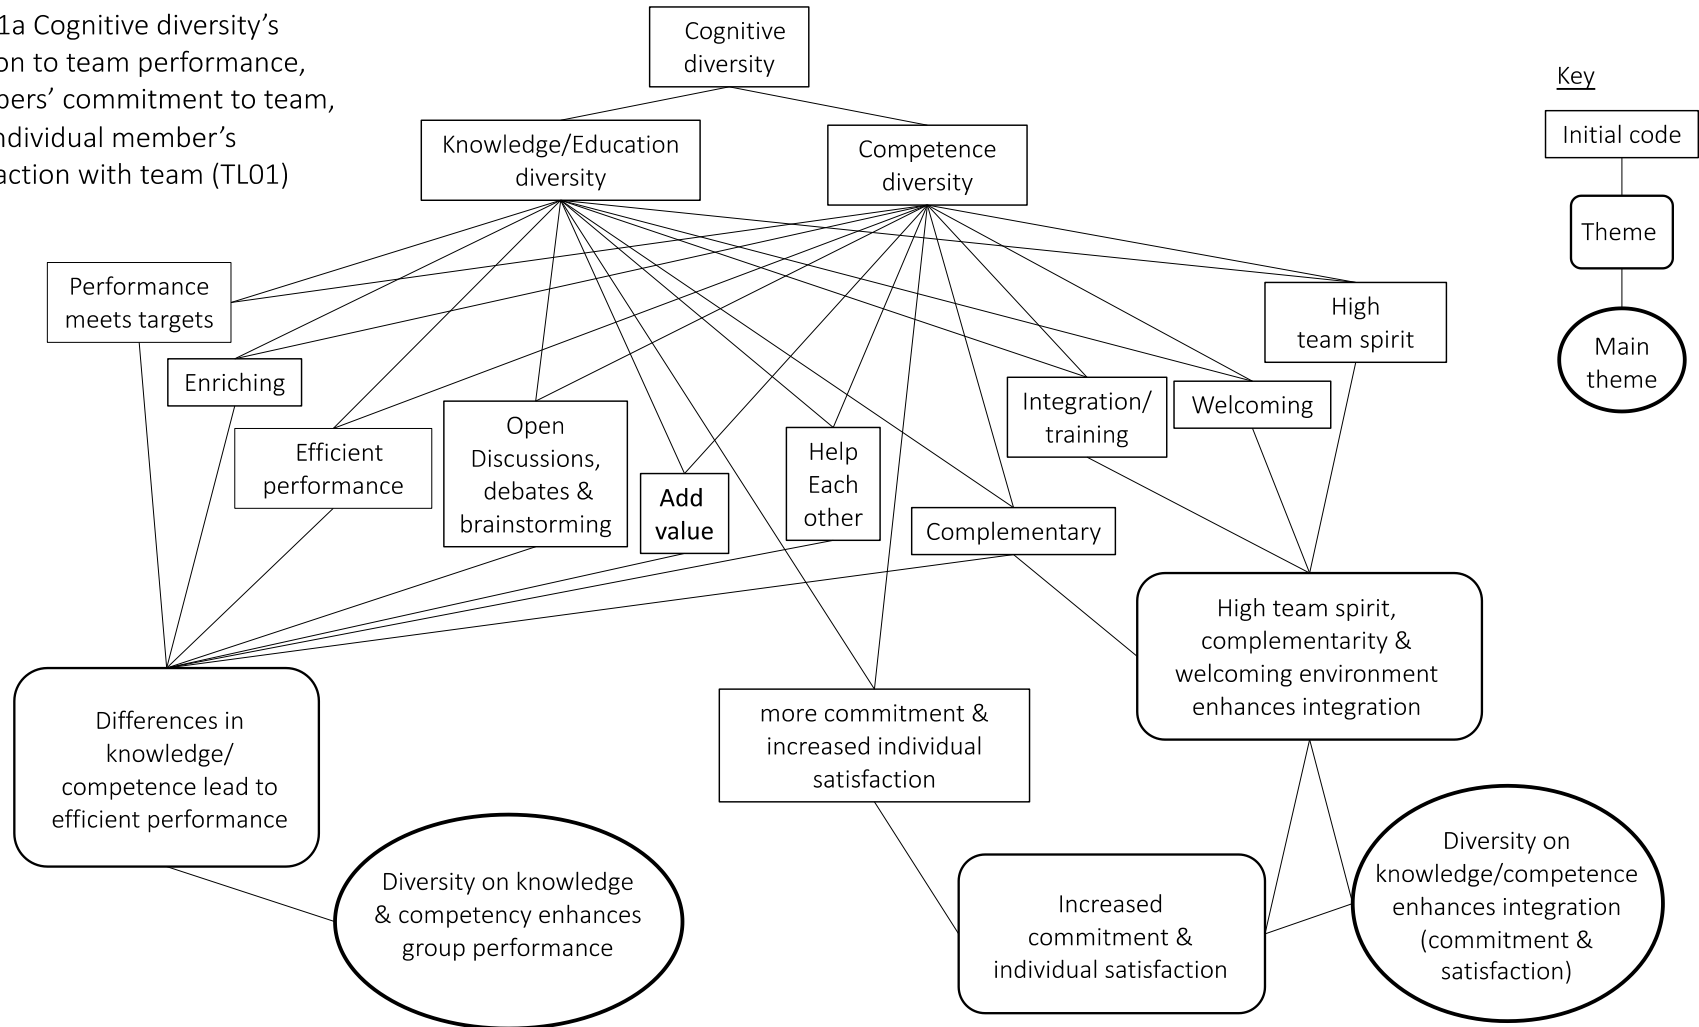 1a Cognitive diversity's
on to team performance,
bers' commitment to team,
ndividual member's
action with team (TL01)
Cognitive
diversity
Key
Initial code
Theme
Main
theme
Knowledge/Education
diversity
Competence
diversity
Performance
meets targets
Enriching
Efficient
performance
Open
Discussions,
debates &
brainstorming
Add
value
Help
Each
other
Complementary
Integration/
training
Welcoming
High
team spirit
High team spirit,
complementarity &
welcoming environment
enhances integration
Differences in
knowledge/
competence lead to
efficient performance
more commitment &
increased individual
satisfaction
Diversity on knowledge
& competency enhances
group performance
Increased
commitment &
individual satisfaction
Diversity on
knowledge/competence
enhances integration
(commitment &
satisfaction)